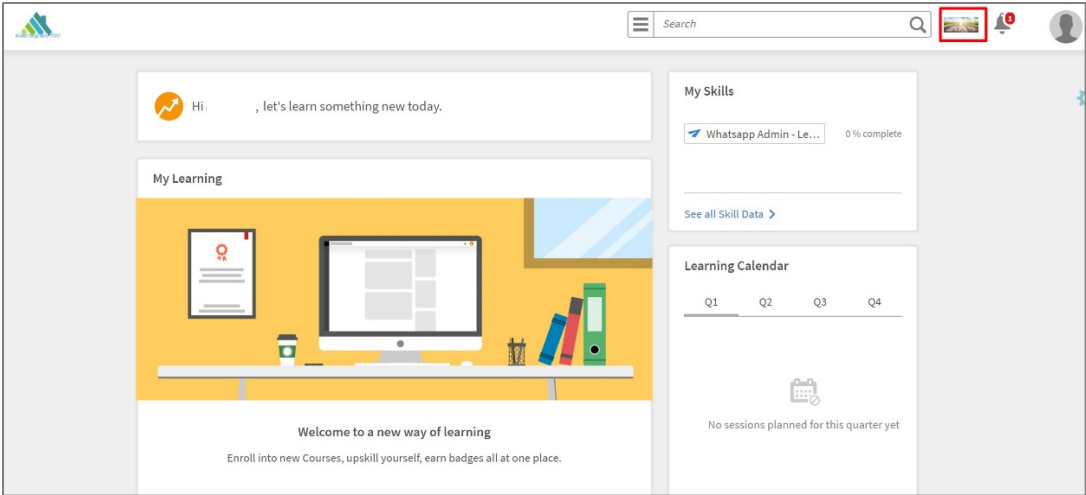 Search
1
Hi , let's learn something new today.
My Learning
Welcome to a new way of learning
Enroll into new Courses, upskill yourself, earn badges all at one place.
My Skills
Whatsapp Admin - Le...
0 % complete
See all Skill Data
Learning Calendar
Q1 Q2 Q3 Q4
No sessions planned for this quarter yet